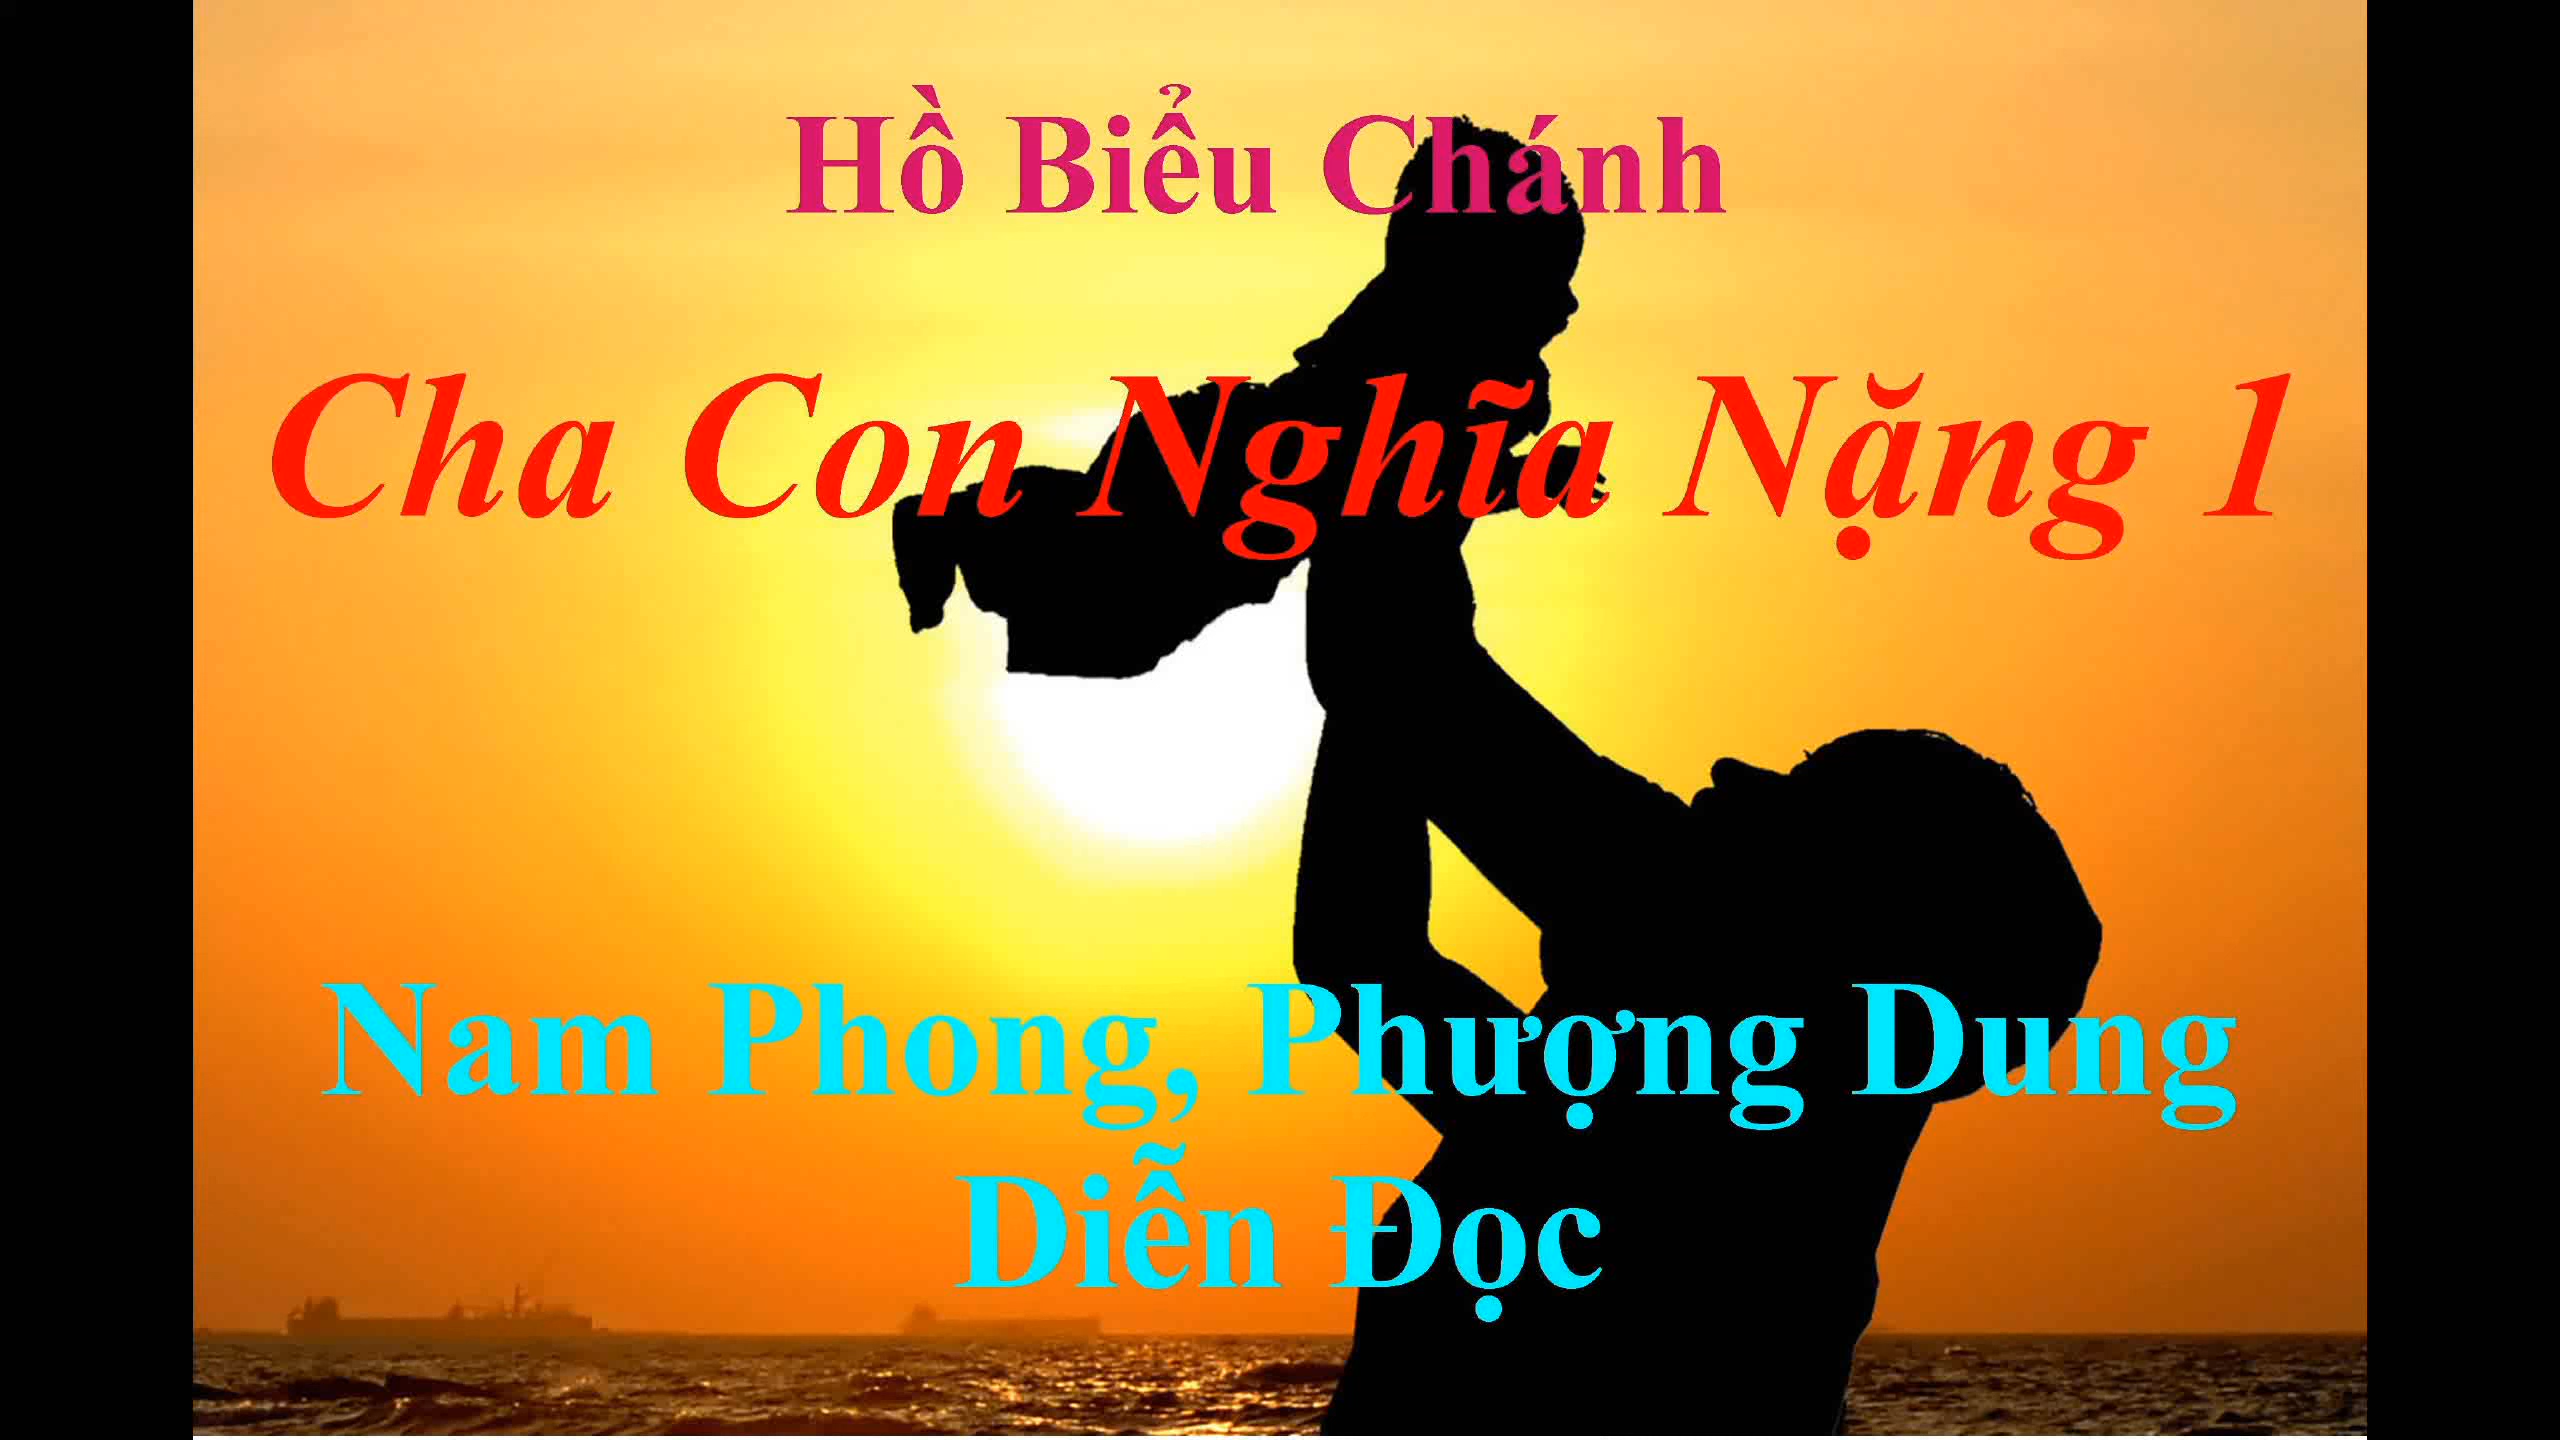 Hồ Biểu Chánh
Cha Con Nghĩa Nặng 1
Nam Phong, Phượng Dung
Diễn Đọc